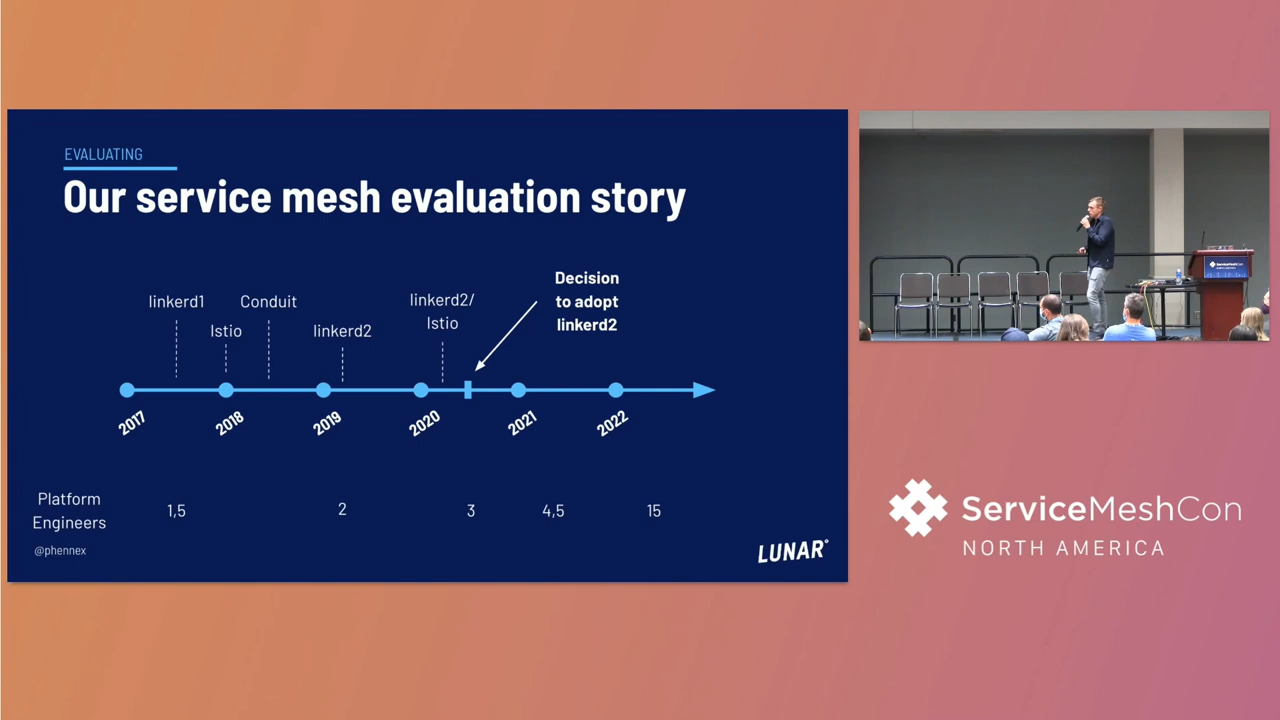 EVALUATING
Our service mesh evaluation story
linkerd1
Conduit
Istio
linkerd2
linkerd2/
Istio
Decision
to adopt
linkerd2
2017
2018
2019
2020
2021
2022
Platform
Engineers
1,5
2
3
4,5
15
@phennex
LUNAR°
ServiceMeshCon
ServiceMeshCon
NORTH AMERICA